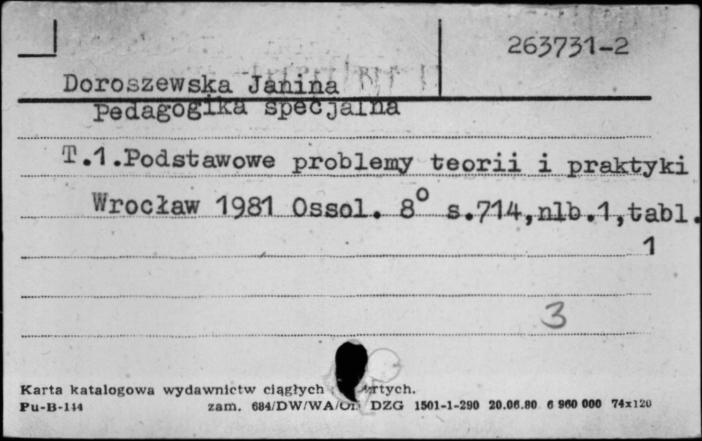 263731-2
Doroszewska Janina
Pedagogika specjalna
T.1.Podstawowe problemy teorii i praktyki
Wrocław 1981 Ossol. 8° s.714,nlb.1,tabl.
1
3
Karta katalogowa wydawnictw ciągłych
Pu-B-144 zam. 684/DW/WA/OP DZG 1501-1-290 20.06.80 6 960 000 74x120